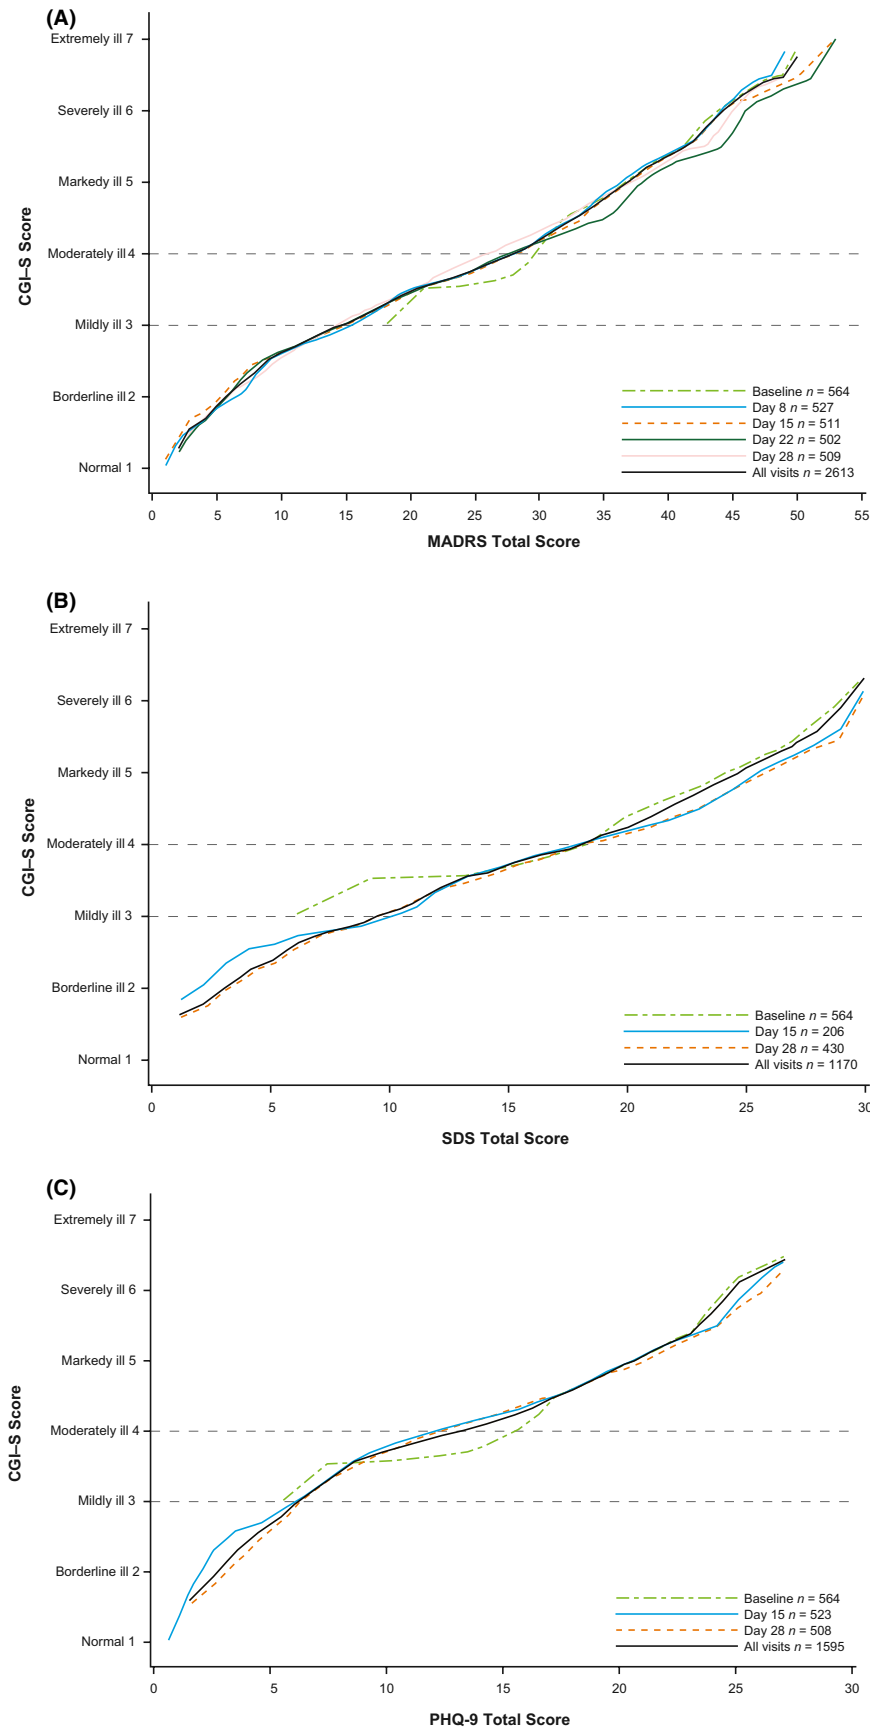 (A)
Extremely ill 7
Severely ill 6
Markedy ill 5
Moderately ill 4
Mildly ill 3
Borderline ill 2
Normal 1
CGI–S Score
Baseline n = 564
Day 8 n = 527
Day 15 n = 511
Day 22 n = 502
Day 28 n = 509
All visits n = 2613
0 5 10 15 20 25 30 35 40 45 50 55
MADRS Total Score
(B)
Extremely ill 7
Severely ill 6
Markedy ill 5
Moderately ill 4
Mildly ill 3
Borderline ill 2
Normal 1
CGI–S Score
Baseline n = 564
Day 15 n = 206
Day 28 n = 430
All visits n = 1170
0 5 10 15 20 25 30
SDS Total Score
(C)
Extremely ill 7
Severely ill 6
Markedy ill 5
Moderately ill 4
Mildly ill 3
Borderline ill 2
Normal 1
CGI–S Score
Baseline n = 564
Day 15 n = 523
Day 28 n = 508
All visits n = 1595
0 5 10 15 20 25 30
PHQ-9 Total Score